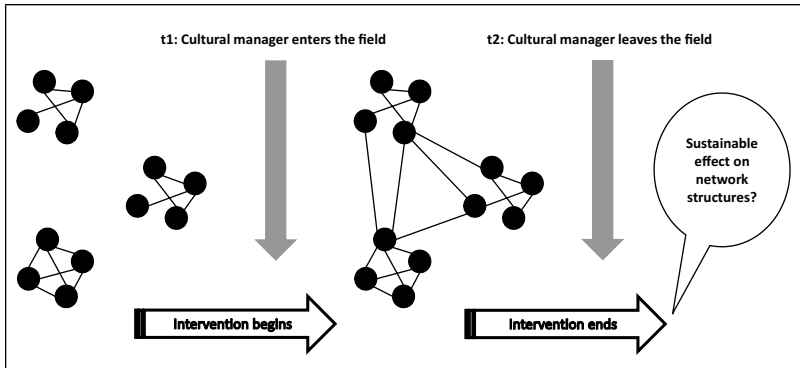 t1: Cultural manager enters the field
t2: Cultural manager leaves the field
Sustainable
effect on
network
structures?
Intervention begins
Intervention ends